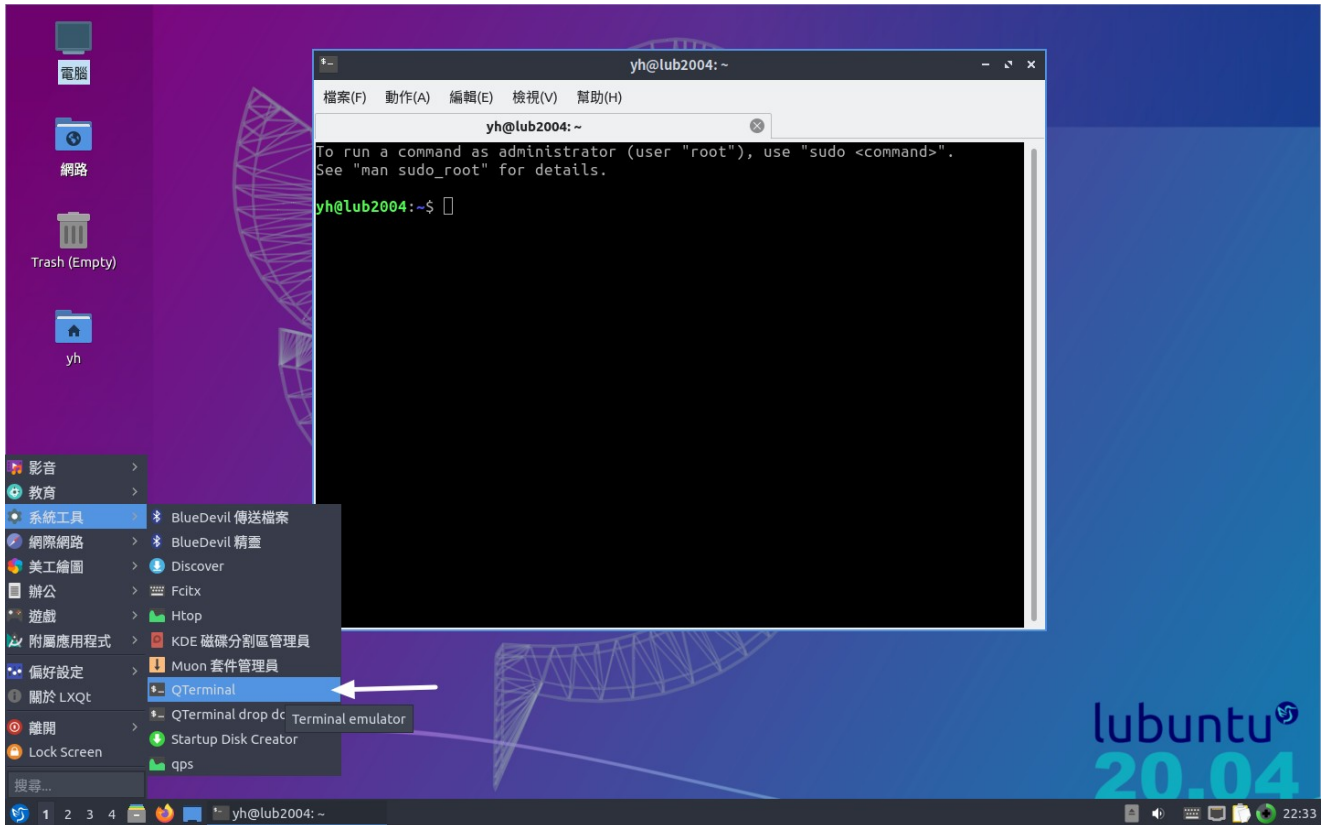 電腦
網路
Trash (Empty)
yh
yh@lub2004: ~
檔案(F) 動作(A) 編輯(E) 檢視(V) 幫助(H)
yh@lub2004: ~
To run a command as administrator (user "root"), use "sudo <command>".
See "man sudo_root" for details.
yh@lub2004:~$
影音
教育
系統工具
網際網路
美工繪圖
辦公
遊戲
附屬應用程式
偏好設定
關於 LXQt
離開
Lock Screen
搜尋...
BlueDevil 傳送檔案
BlueDevil 精靈
Discover
Fcitx
Htop
KDE 磁碟分割區管理員
Muon 套件管理員
QTerminal
QTerminal drop do
Terminal emulator
Startup Disk Creator
qps
lubuntu
20.04
1 2 3 4 yh@lub2004: ~ 22:33